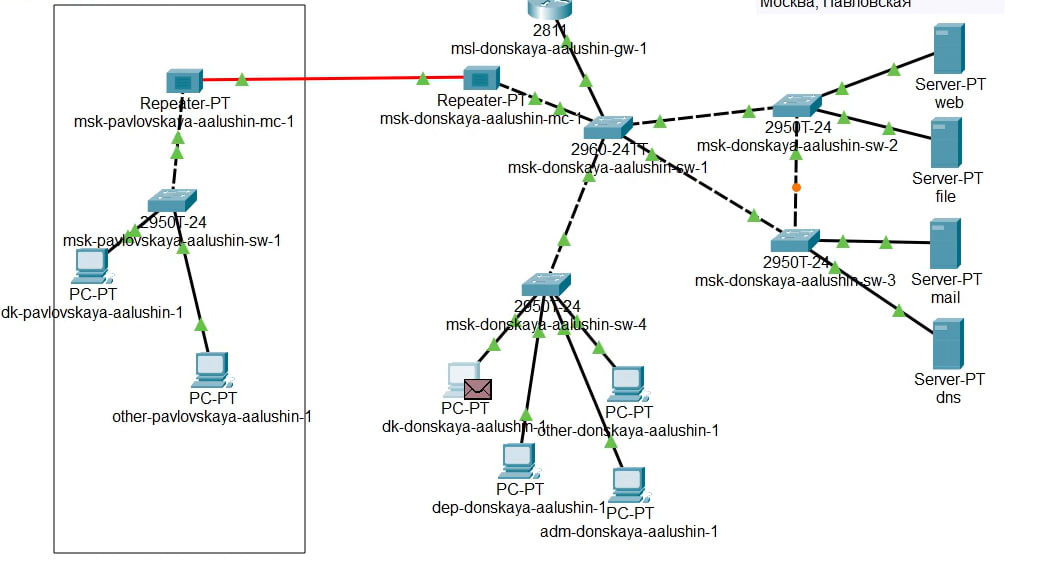 Москва, Павловская
2811
msl-donskaya-aalushin-gw-1
Repeater-PT
msk-pavlovskaya-aalushin-mc-1
Repeater-PT
msk-donskaya-aalushin-mc-1
2960-24TT
msk-donskaya-aalushin-sw-1
2950T-24
msk-donskaya-aalushin-sw-2
Server-PT
web
Server-PT
file
2950T-24
msk-pavlovskaya-aalushin-sw-1
PC-PT
dk-pavlovskaya-aalushin-1
2950T-24
msk-donskaya-aalushin-sw-3
Server-PT
mail
2950T-24
msk-donskaya-aalushin-sw-4
Server-PT
dns
PC-PT
other-pavlovskaya-aalushin-1
PC-PT
dk-donskaya-aalushin-1
PC-PT
other-donskaya-aalushin-1
PC-PT
dep-donskaya-aalushin-1
PC-PT
adm-donskaya-aalushin-1